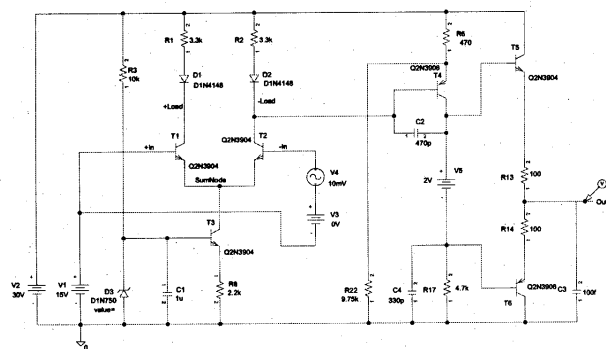 R1
3.3k
R2
3.3k
R6
470
T5
R3
10k
Q2N3906
Q2N3904
D1
D1N4148
D2
D1N4148
T4
+Load
-Load
C2
470p
+In
T1
T2
-In
Q2N3904
Q2N3904
V4
10mV
V5
2V
R13
100
SumNode
V
Out
V3
0V
R14
100
T3
Q2N3904
V2
30V
V1
15V
D3
D1N750
value=
C1
1u
R8
2.2k
R22
9.75k
C4
330p
R17
4.7k
Q2N3906
T6
C3
100f
0